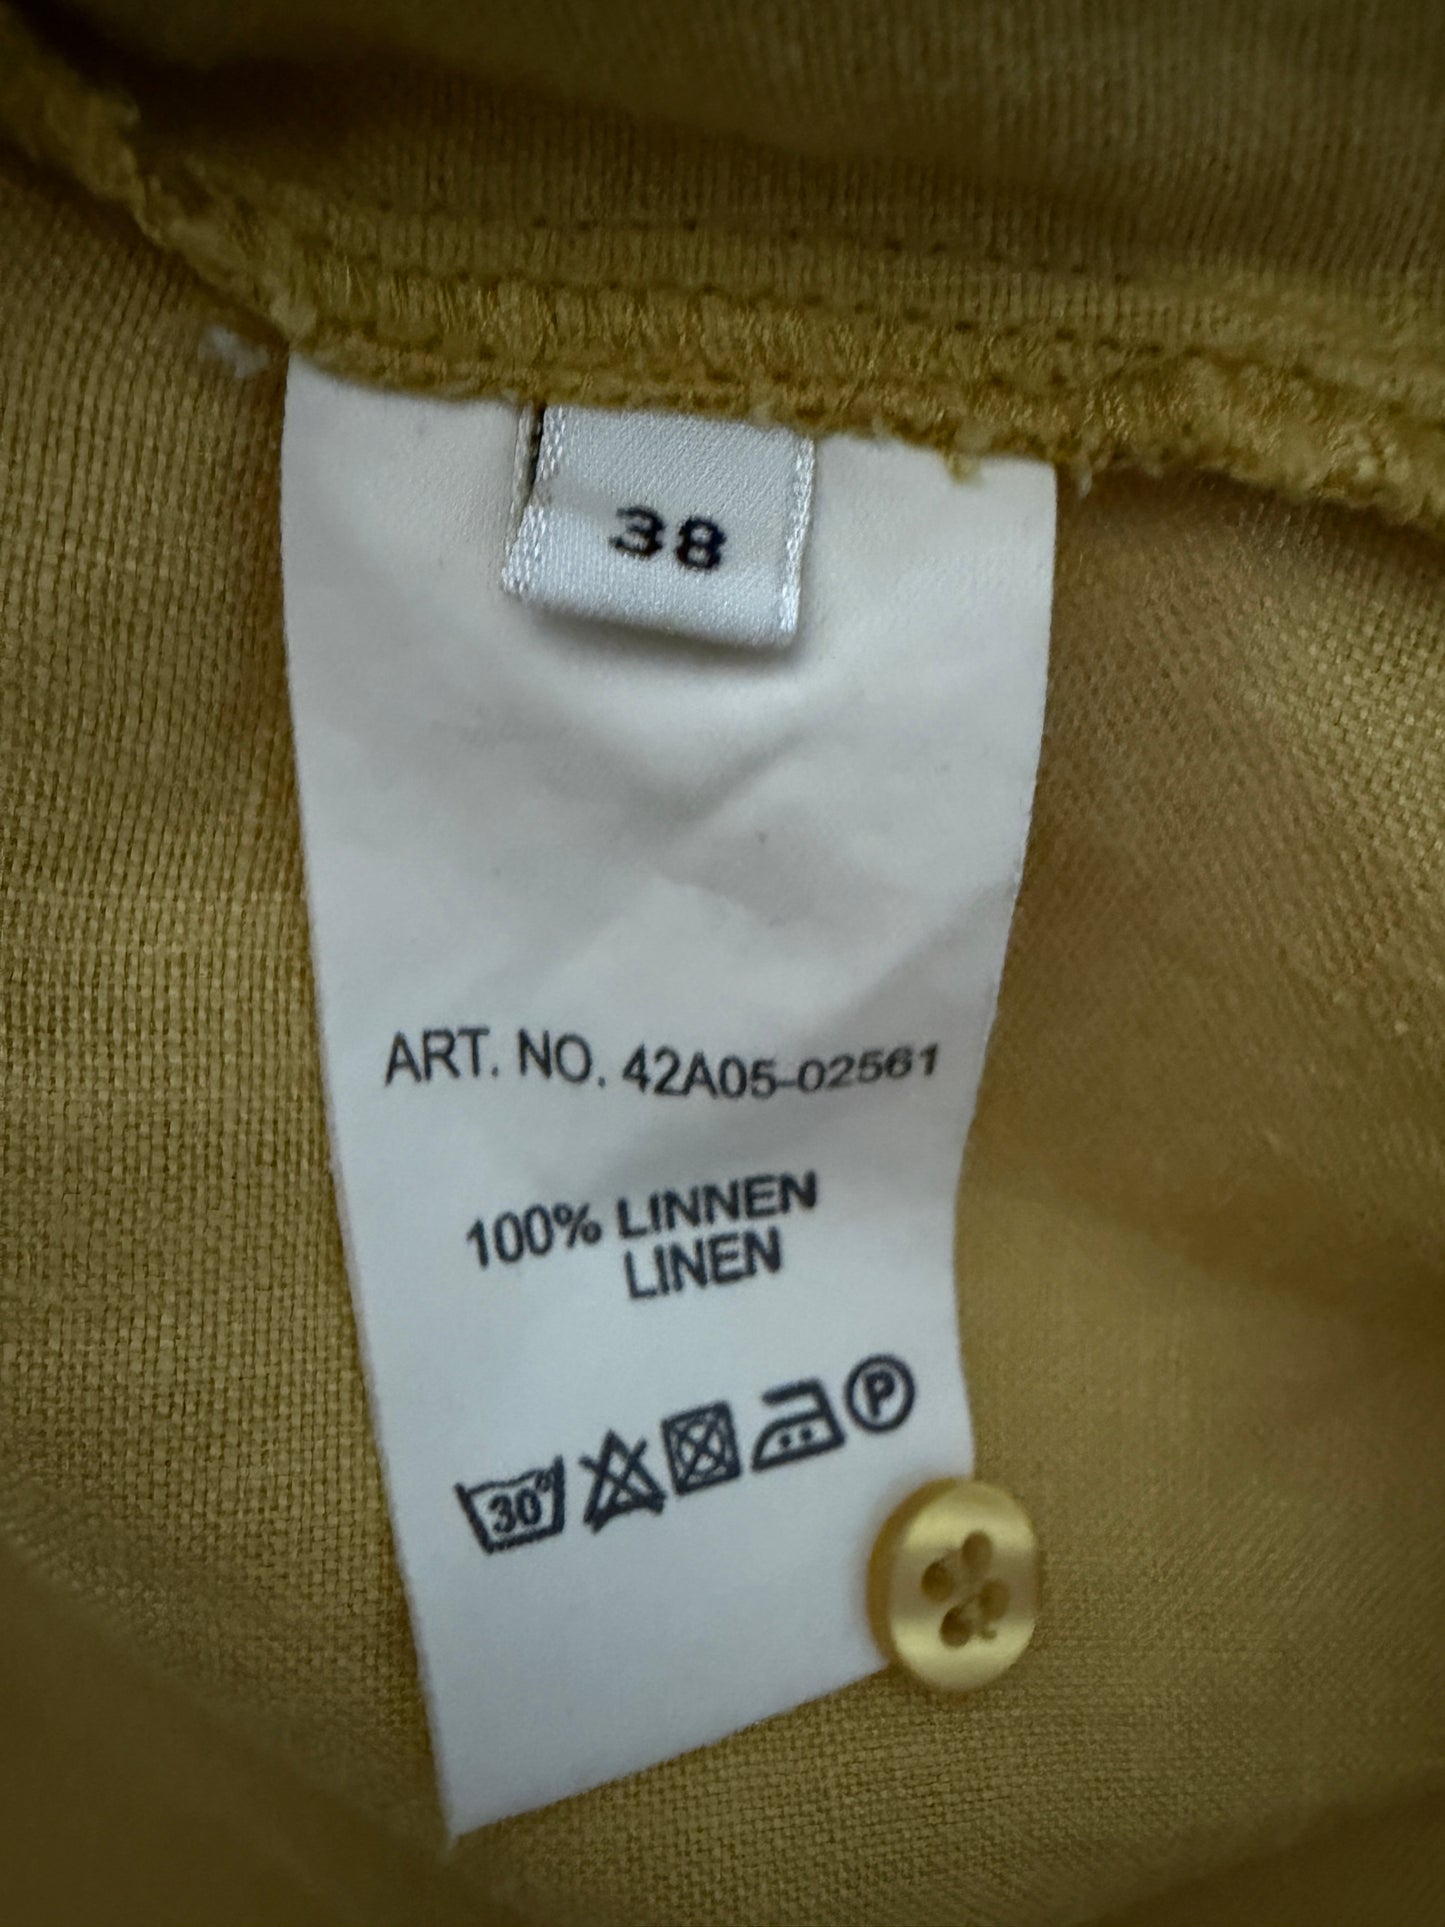 38
ART. NO. 42A05-02561
100% LINNEN
LINEN
30° P